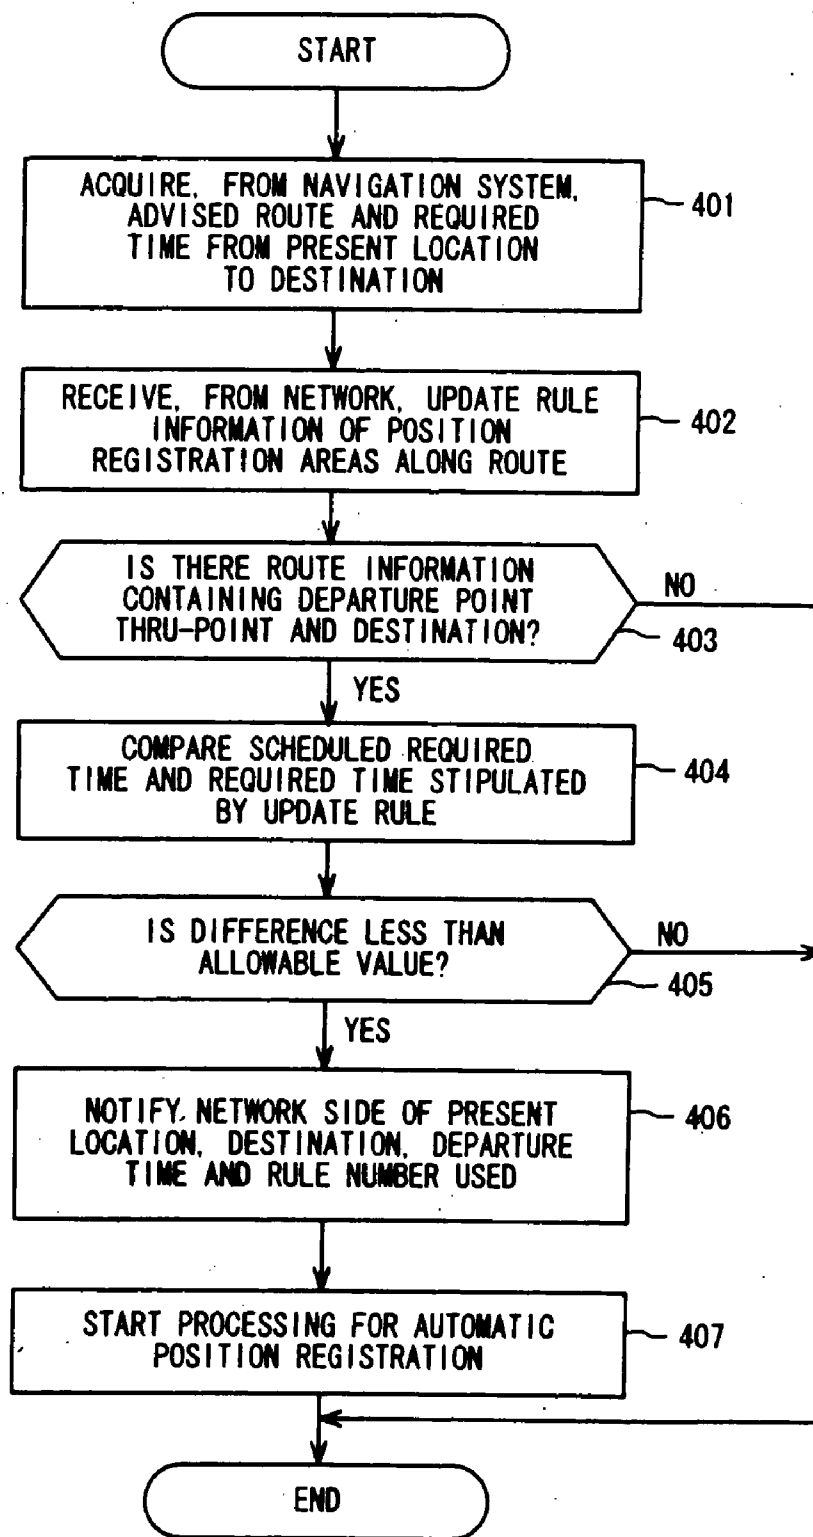 START
ACQUIRE, FROM NAVIGATION SYSTEM,
ADVISED ROUTE AND REQUIRED
TIME FROM PRESENT LOCATION
TO DESTINATION
401
RECEIVE, FROM NETWORK, UPDATE RULE
INFORMATION OF POSITION
REGISTRATION AREAS ALONG ROUTE
402
IS THERE ROUTE INFORMATION
CONTAINING DEPARTURE POINT
THRU-POINT AND DESTINATION?
NO
403
YES
COMPARE SCHEDULED REQUIRED
TIME AND REQUIRED TIME STIPULATED
BY UPDATE RULE
404
IS DIFFERENCE LESS THAN
ALLOWABLE VALUE?
NO
405
YES
NOTIFY NETWORK SIDE OF PRESENT
LOCATION, DESTINATION, DEPARTURE
TIME AND RULE NUMBER USED
406
START PROCESSING FOR AUTOMATIC
POSITION REGISTRATION
407
END